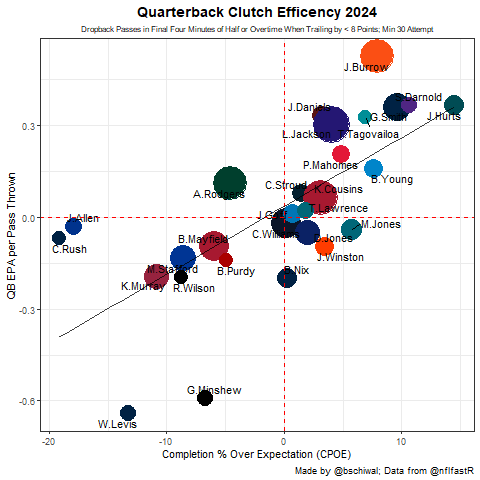 Quarterback Clutch Efficency 2024
Dropback Passes in Final Four Minutes of Half or Overtime When Trailing by < 8 Points; Min 30 Attempt
J.Burrow
S.Darnold
J.Daniels
G.Smith
J.Hurts
L.Jackson
T.Tagovailoa
0.3
P.Mahomes
B.Young
C.Stroud
K.Cousins
A.Rodgers
T.Lawrence
J.Allen
0.0
M.Jones
C.Williams
D.Jones
B.Mayfield
C.Rush
J.Winston
M.Stafford
B.Purdy
B.Nix
K.Murray
R.Wilson
-0.3
G.Minshew
-0.6
W.Levis
QB EPA per Pass Thrown
-20
-10
0
10
Completion % Over Expectation (CPOE)
Made by @bschiwal; Data from @nflfastR